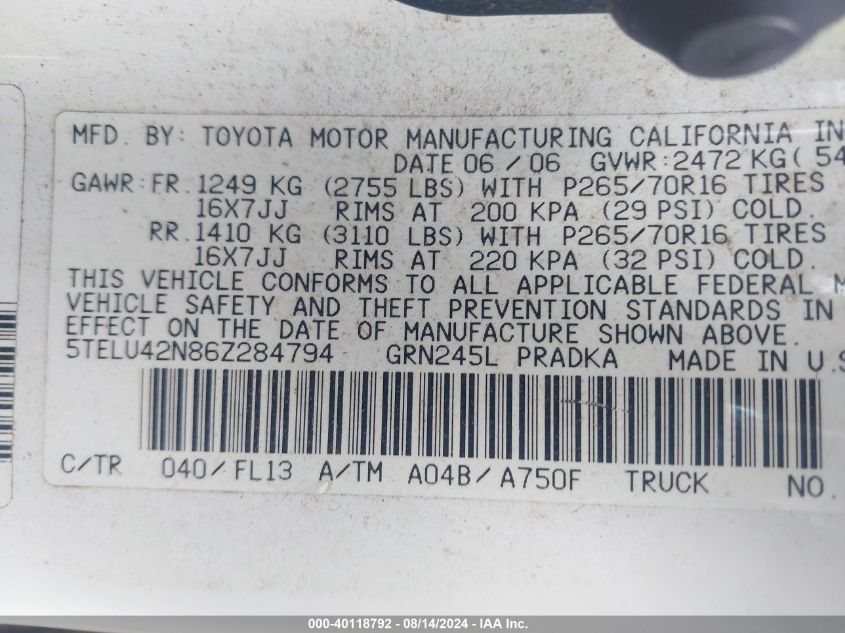 MFD. BY: TOYOTA MOTOR MANUFACTURING CALIFORNIA IN
DATE 06/06 GVWR:2472 KG( 54
GAWR:FR.1249 KG (2755 LBS) WITH P265/70R16 TIRES
16X7JJ RIMS AT 200 KPA (29 PSI) COLD.
RR.1410 KG (3110 LBS) WITH P265/70R16 TIRES
16X7JJ RIMS AT 220 KPA (32 PSI) COLD.
THIS VEHICLE CONFORMS TO ALL APPLICABLE FEDERAL M
VEHICLE SAFETY AND THEFT PREVENTION STANDARDS IN
EFFECT ON THE DATE OF MANUFACTURE SHOWN ABOVE.
5TELU42N86Z284794 GRN245L PRADKA MADE IN U.S
C/TR 040/FL13 A/TM A04B/A750F TRUCK NO.
000-40118792 - 08/14/2024 - IAA Inc.